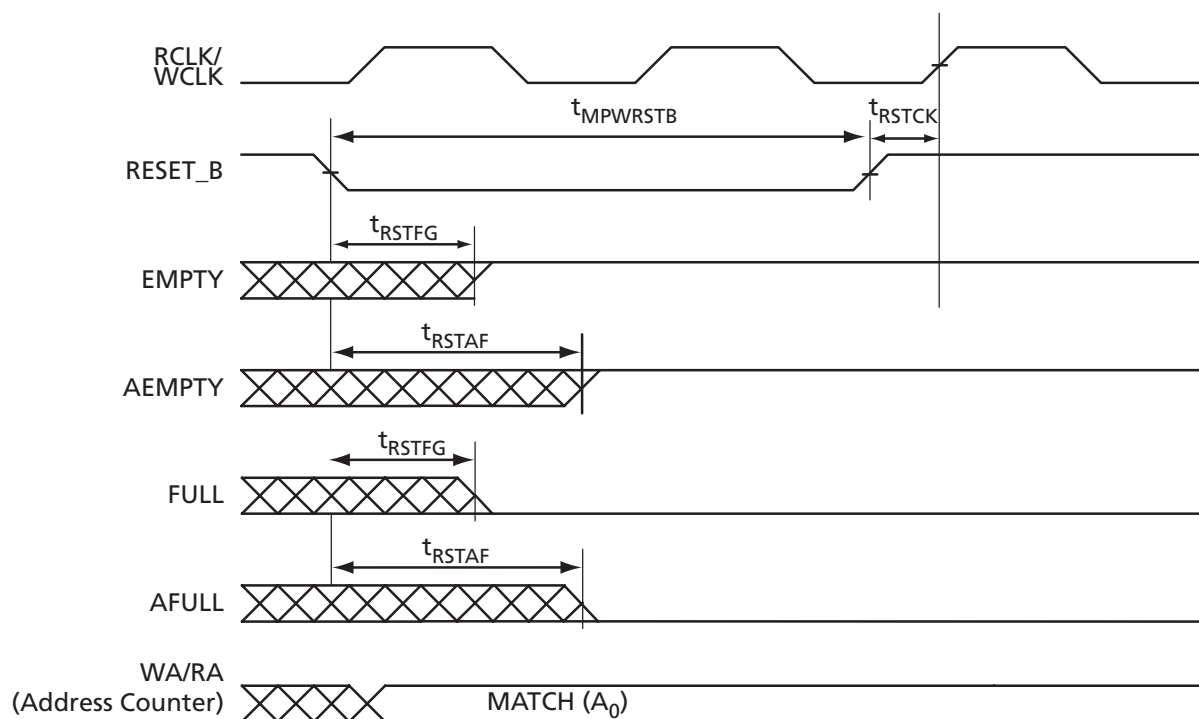 RCLK/
WCLK
tMPWRSTB
tRSTCK
RESET_B
tRSTFG
EMPTY
tRSTAF
AEMPTY
tRSTFG
FULL
tRSTAF
AFULL
WA/RA
(Address Counter)
MATCH (A0)